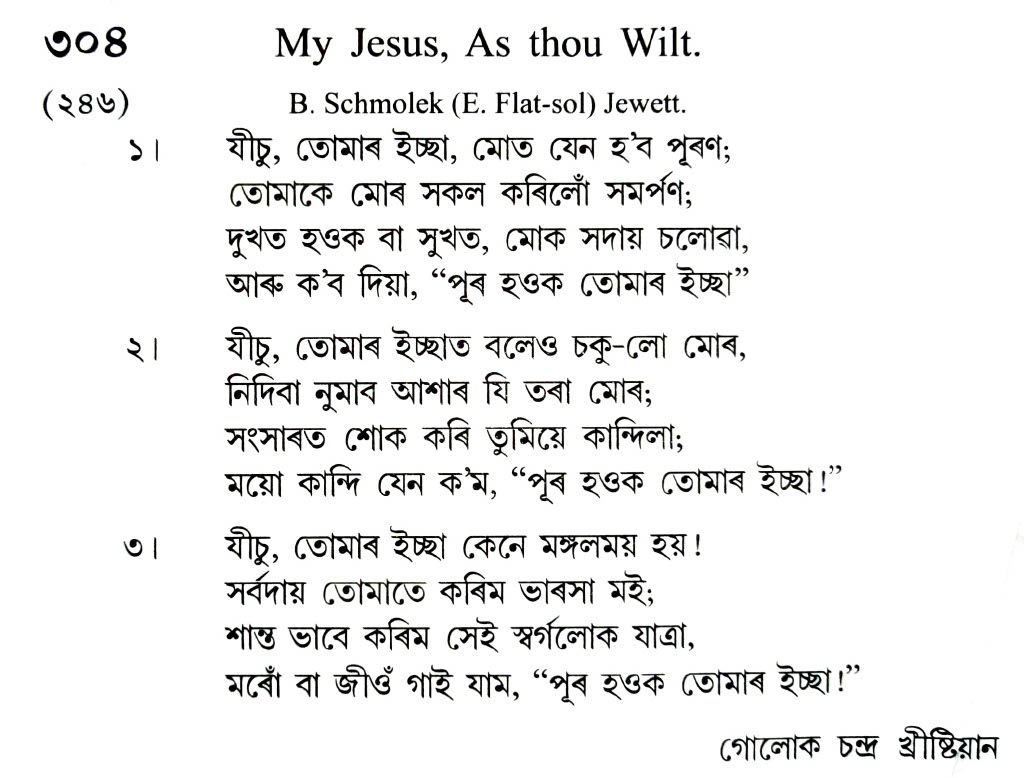 ৩০৪ My Jesus, As thou Wilt.
(২৪৬) B. Schmolek (E. Flat-sol) Jewett.
১। যীচু, তোমাৰ ইচ্ছা, মোত যেন হ’ব পূৰণ;
তোমাকে মোৰ সকল কৰিলোঁ সমৰ্পণ;
দুখত হওক বা সুখত, মোক সদায় চলোৱা,
আৰু ক’ব দিয়া, “পূৰ হওক তোমাৰ ইচ্ছা”
২। যীচু, তোমাৰ ইচ্ছাত বলেও চকু-লো মোৰ,
নিদিবা নুমাব আশাৰ যি তৰা মোৰ;
সংসাৰত শোক কৰি তুমিয়ে কান্দিলা;
ময়ো কান্দি যেন ক’ম, “পূৰ হওক তোমাৰ ইচ্ছা!”
৩। যীচু, তোমাৰ ইচ্ছা কেনে মঙ্গলময় হয়!
সৰ্বদায় তোমাতে কৰিম ভাৰসা মই;
শান্ত ভাবে কৰিম সেই স্বৰ্গলোক যাত্ৰা,
মৰোঁ বা জীওঁ গাই যাম, “পূৰ হওক তোমাৰ ইচ্ছা!”
গোলোক চন্দ্ৰ খ্ৰীষ্টিয়ান